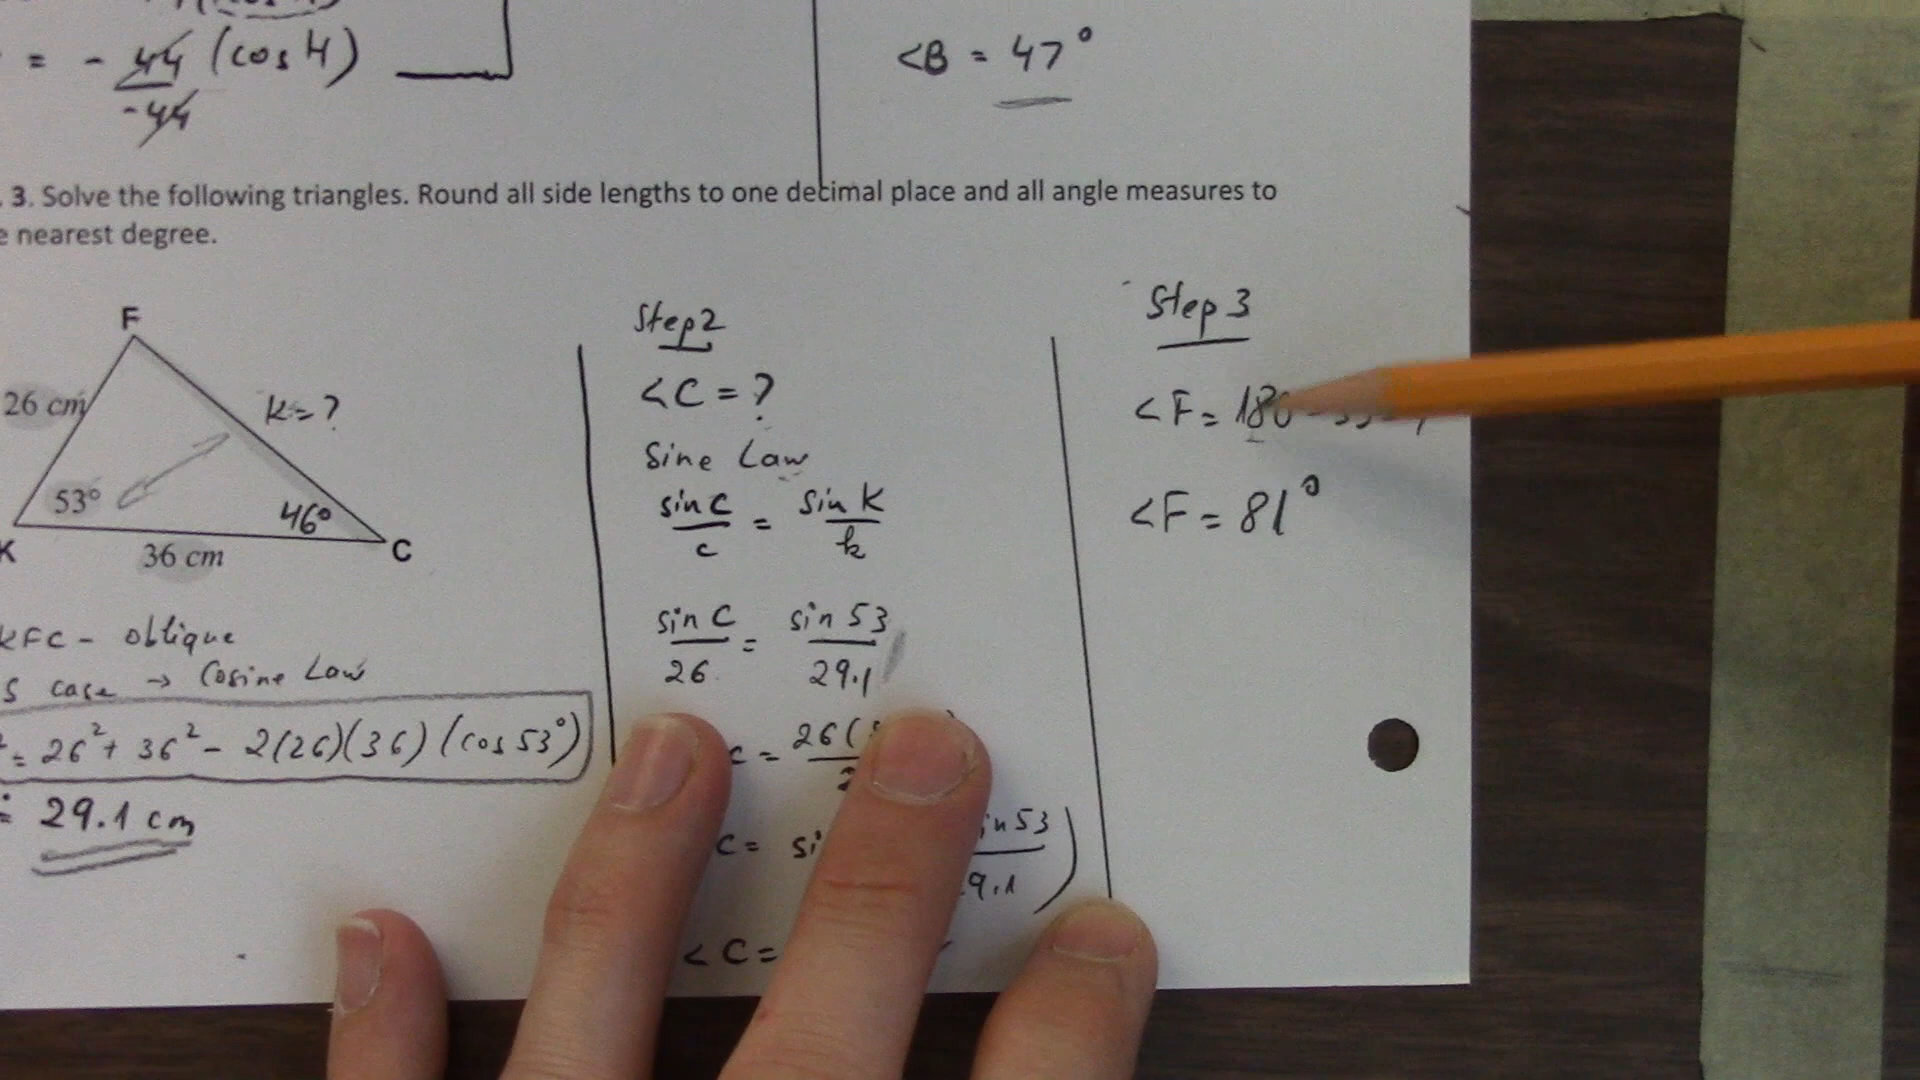 = - 44 (cos H)
-44
<B = 47°
3. Solve the following triangles. Round all side lengths to one decimal place and all angle measures to
nearest degree.
F
26 cm
K = ?
53°
46°
K
36 cm
C
KFC - oblique
case → Cosine Law
= 26² + 36² - 2(26)(36)(cos 53°)
= 29.1 cm
Step 2
<C = ?
Sine Law
sin C = sin K
c k
sin C = sin 53
26 29.1
C = 26(
C = si
in 53
9.1
<C =
Step 3
<F = 180 -
<F = 81°